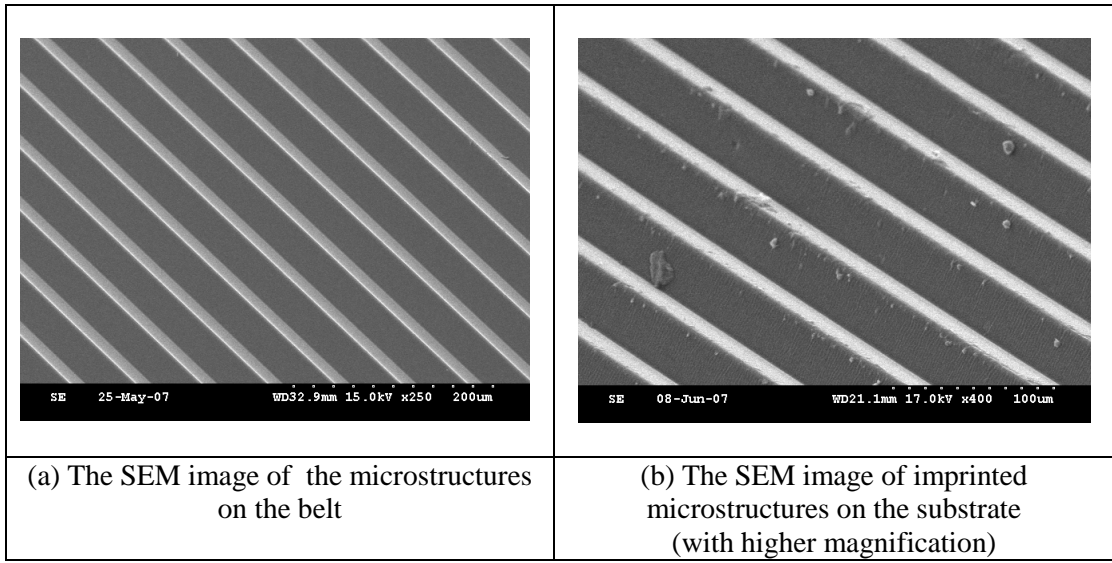 SE 25-May-07 WD32.9mm 15.0kV x250 200um
SE 08-Jun-07 WD21.1mm 17.0kV x400 100um
(a) The SEM image of the microstructures
on the belt
(b) The SEM image of imprinted
microstructures on the substrate
(with higher magnification)